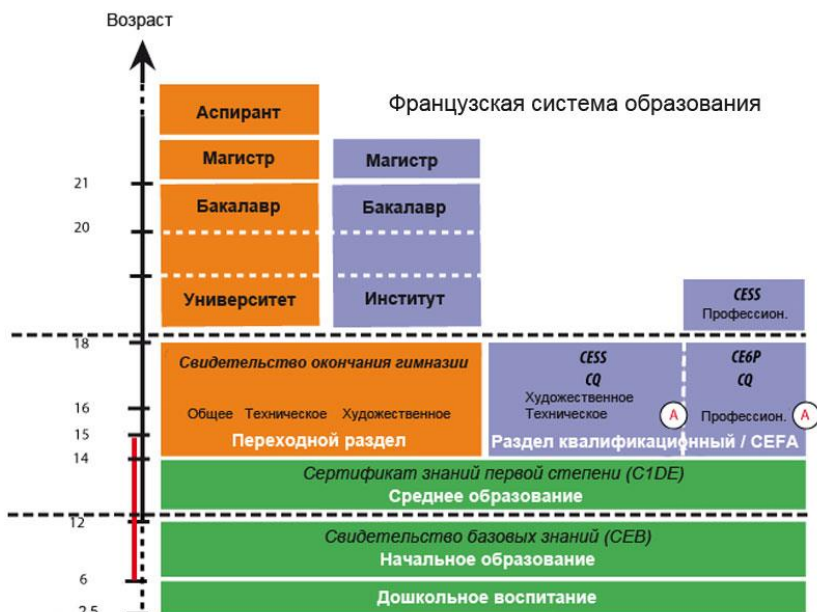 Возраст
Французская система образования
Аспирант
Магистр
Магистр
21
Бакалавр
Бакалавр
20
Университет
Институт
CESS
Профессион.
18
Свидетельство окончания гимназии
CESS
CQ
Художественное
Техническое
A
CE6P
CQ
Профессион.
A
16
Общее Техническое Художественное
15
Переходной раздел
Раздел квалификационный / CEFA
14
Сертификат знаний первой степени (C1DE)
Среднее образование
12
Свидетельство базовых знаний (CEB)
Начальное образование
6
Дошкольное воспитание
2,5